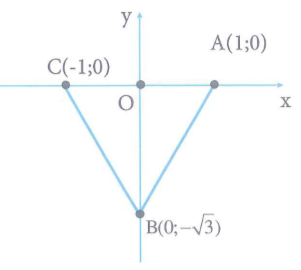 y
A(1;0)
C(-1;0)
O
x
B(0;−√3)